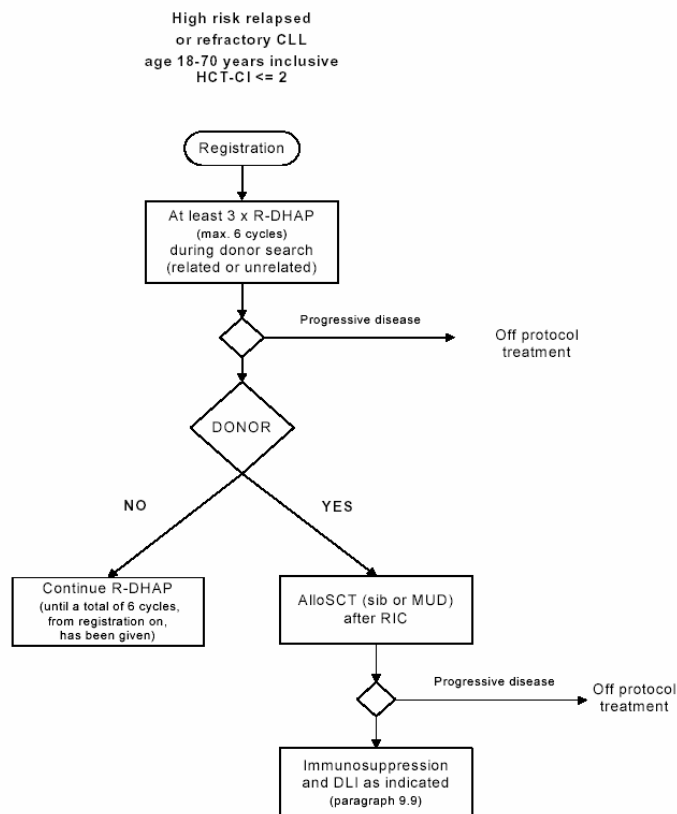 High risk relapsed
or refractory CLL
age 18-70 years inclusive
HCT-CI <= 2
Registration
At least 3 x R-DHAP
(max. 6 cycles)
during donor search
(related or unrelated)
Progressive disease
Off protocol
treatment
DONOR
NO
YES
Continue R-DHAP
(until a total of 6 cycles,
from registration on,
has been given)
AlloSCT (sib or MUD)
after RIC
Progressive disease
Off protocol
treatment
Immunosuppression
and DLI as indicated
(paragraph 9.9)